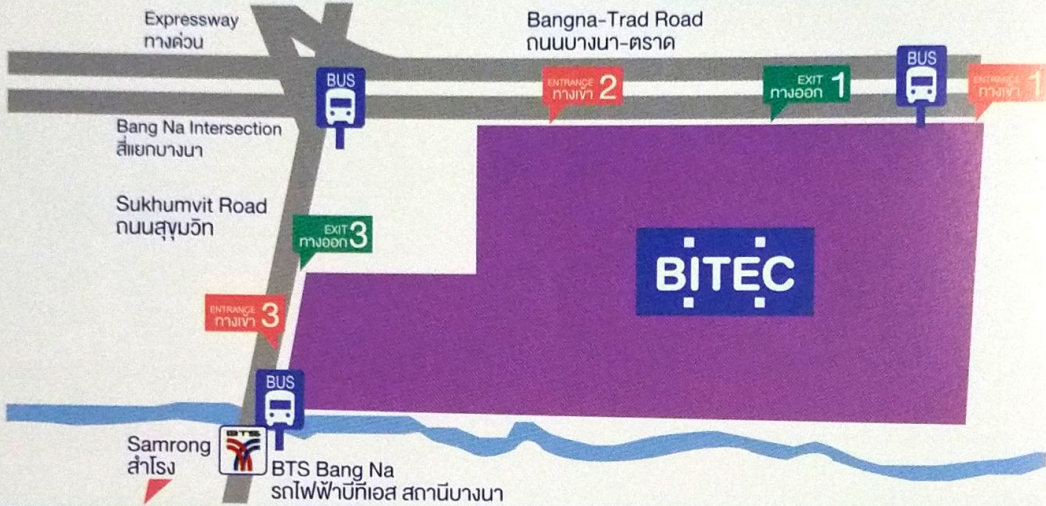 Expressway
ทางด่วน
Bangna-Trad Road
ถนนบางนา-ตราด
BUS
BUS
ENTRANCE
ทางเข้า 2
EXIT
ทางออก 1
ENTRANCE
ทางเข้า 1
Bang Na Intersection
สี่แยกบางนา
Sukhumvit Road
ถนนสุขุมวิท
EXIT
ทางออก 3
BITEC
ENTRANCE
ทางเข้า 3
BUS
BTS
Samrong
สำโรง
BTS Bang Na
รถไฟฟ้าบีทีเอส สถานีบางนา